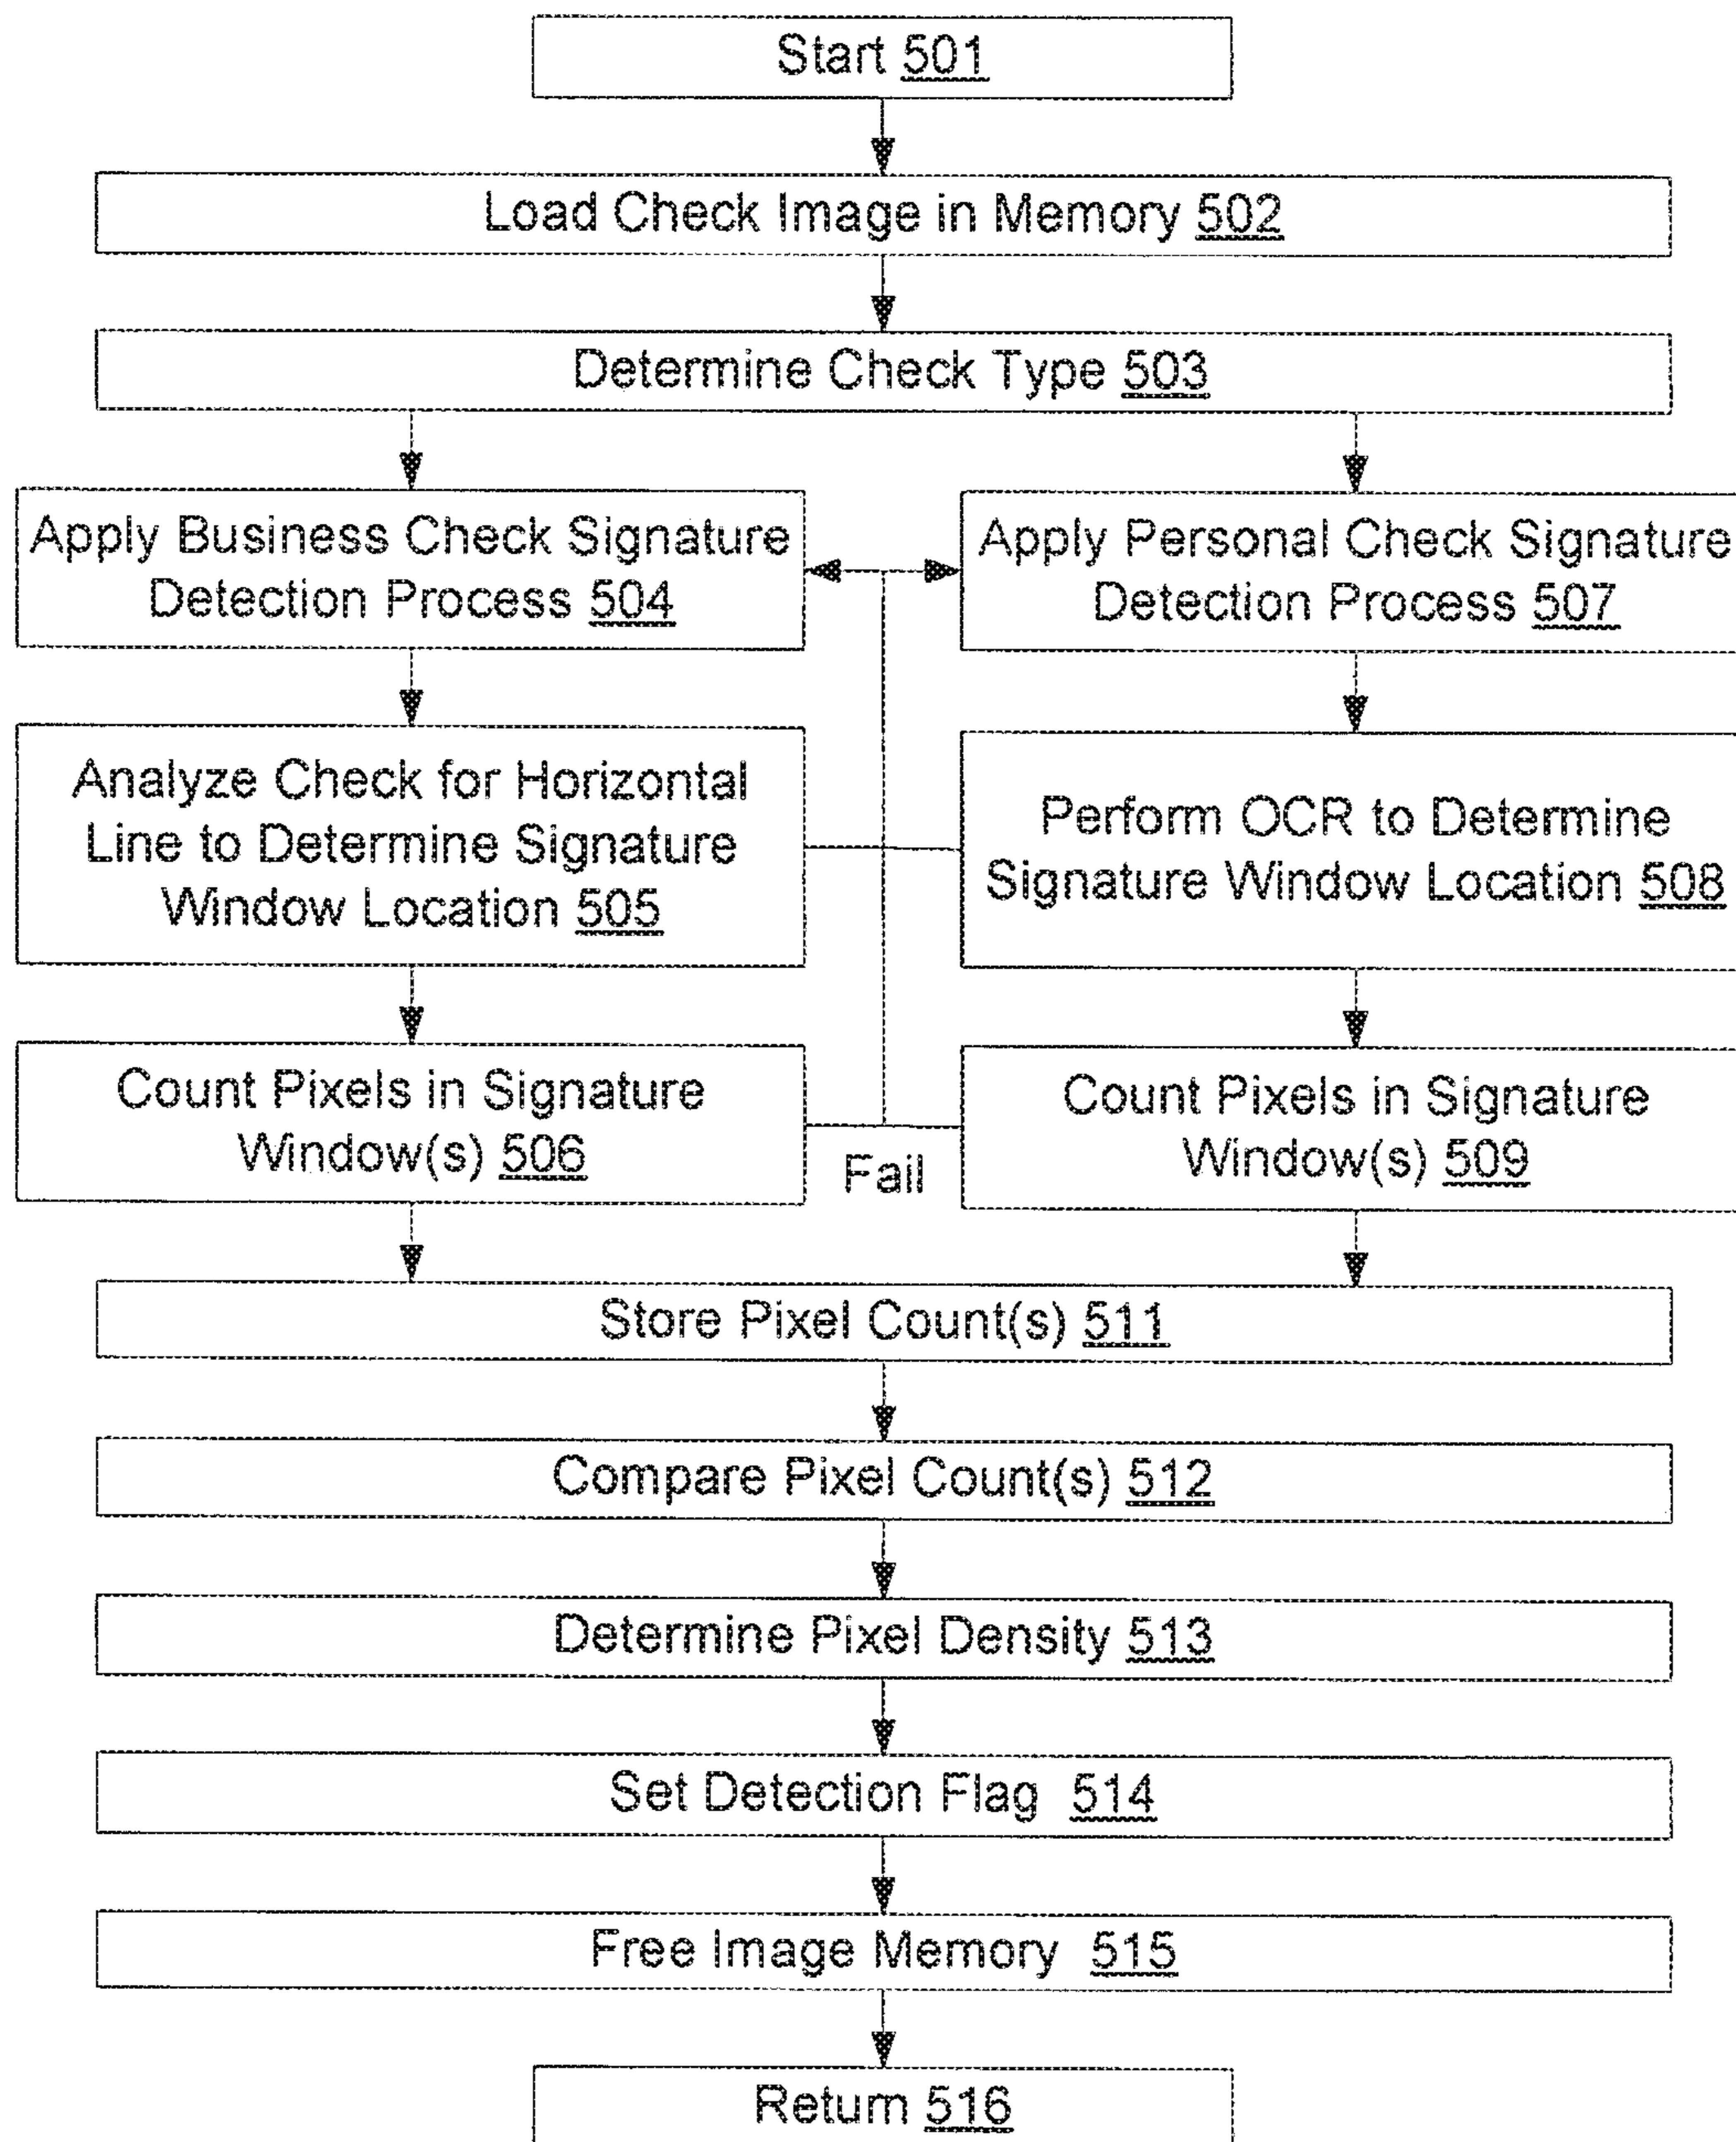 Start 501
Load Check Image in Memory 502
Determine Check Type 503
Apply Business Check Signature
Detection Process 504
Apply Personal Check Signature
Detection Process 507
Analyze Check for Horizontal
Line to Determine Signature
Window Location 505
Perform OCR to Determine
Signature Window Location 508
Count Pixels in Signature
Window(s) 506
Fail
Count Pixels in Signature
Window(s) 509
Store Pixel Count(s) 511
Compare Pixel Count(s) 512
Determine Pixel Density 513
Set Detection Flag 514
Free Image Memory 515
Return 516